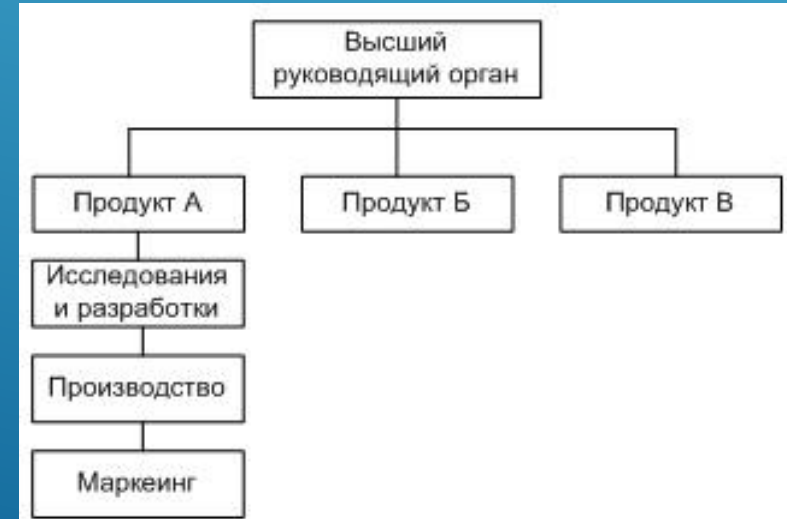 Высший
руководящий орган
Продукт А
Продукт Б
Продукт В
Исследования
и разработки
Производство
Маркеинг